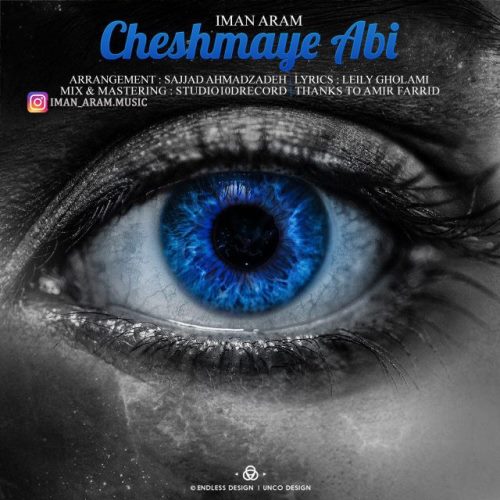 IMAN ARAM
Cheshmaye Abi
ARRANGEMENT : SAJJAD AHMADZADEH | LYRICS : LEILY GHOLAMI
MIX & MASTERING : STUDIO10DRECORD | THANKS TO AMIR FARRID
IMAN_ARAM.MUSIC
© ENDLESS DESIGN | UNCO DESIGN